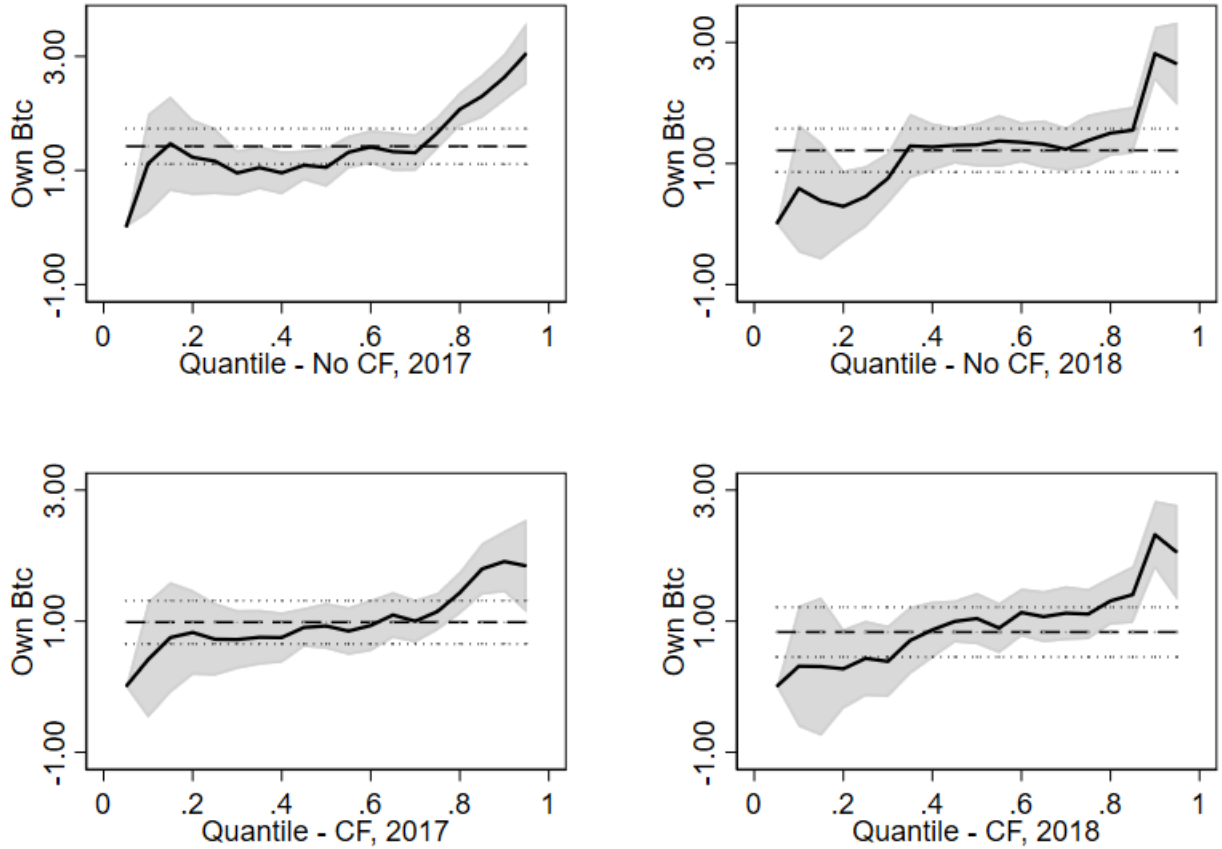 Own Btc
3.00
1.00
-1.00
0 .2 .4 .6 .8 1
Quantile - No CF, 2017
Own Btc
3.00
1.00
-1.00
0 .2 .4 .6 .8 1
Quantile - No CF, 2018
Own Btc
3.00
1.00
-1.00
0 .2 .4 .6 .8 1
Quantile - CF, 2017
Own Btc
3.00
1.00
-1.00
0 .2 .4 .6 .8 1
Quantile - CF, 2018